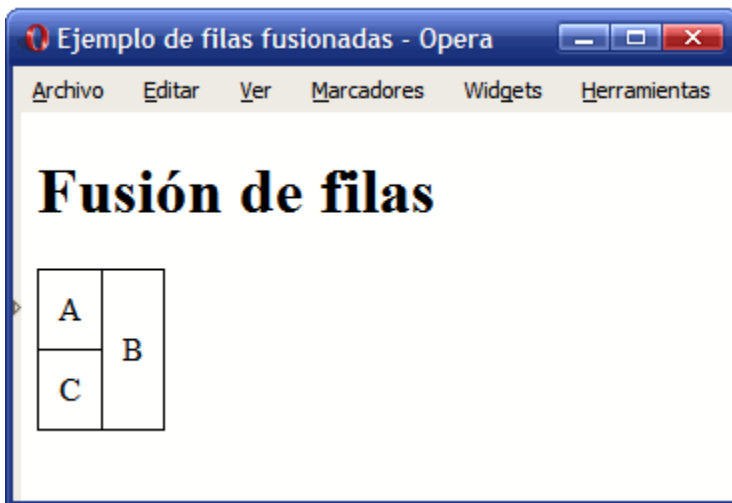 Ejemplo de filas fusionadas - Opera
Archivo Editar Ver Marcadores Widgets Herramientas
Fusión de filas
A
B
C